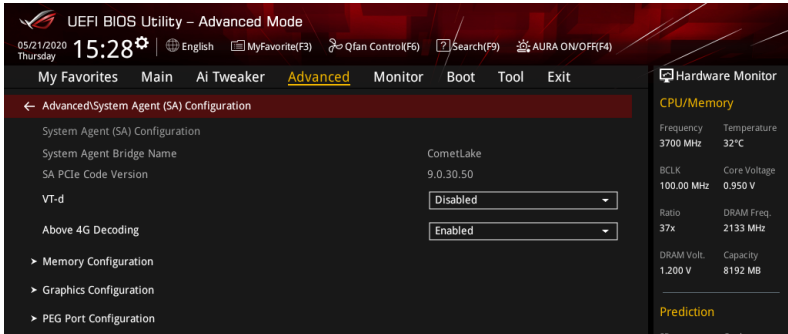 UEFI BIOS Utility – Advanced Mode
05/21/2020 Thursday 15:28 English MyFavorite(F3) Qfan Control(F6) ? Search(F9) AURA ON/OFF(F4)
My Favorites Main Ai Tweaker Advanced Monitor Boot Tool Exit
Hardware Monitor
← Advanced\System Agent (SA) Configuration
System Agent (SA) Configuration
System Agent Bridge Name CometLake
SA PCIe Code Version 9.0.30.50
VT-d Disabled
Above 4G Decoding Enabled
> Memory Configuration
> Graphics Configuration
> PEG Port Configuration
CPU/Memory
Frequency Temperature
3700 MHz 32°C
BCLK Core Voltage
100.00 MHz 0.950 V
Ratio DRAM Freq.
37x 2133 MHz
DRAM Volt. Capacity
1.200 V 8192 MB
Prediction